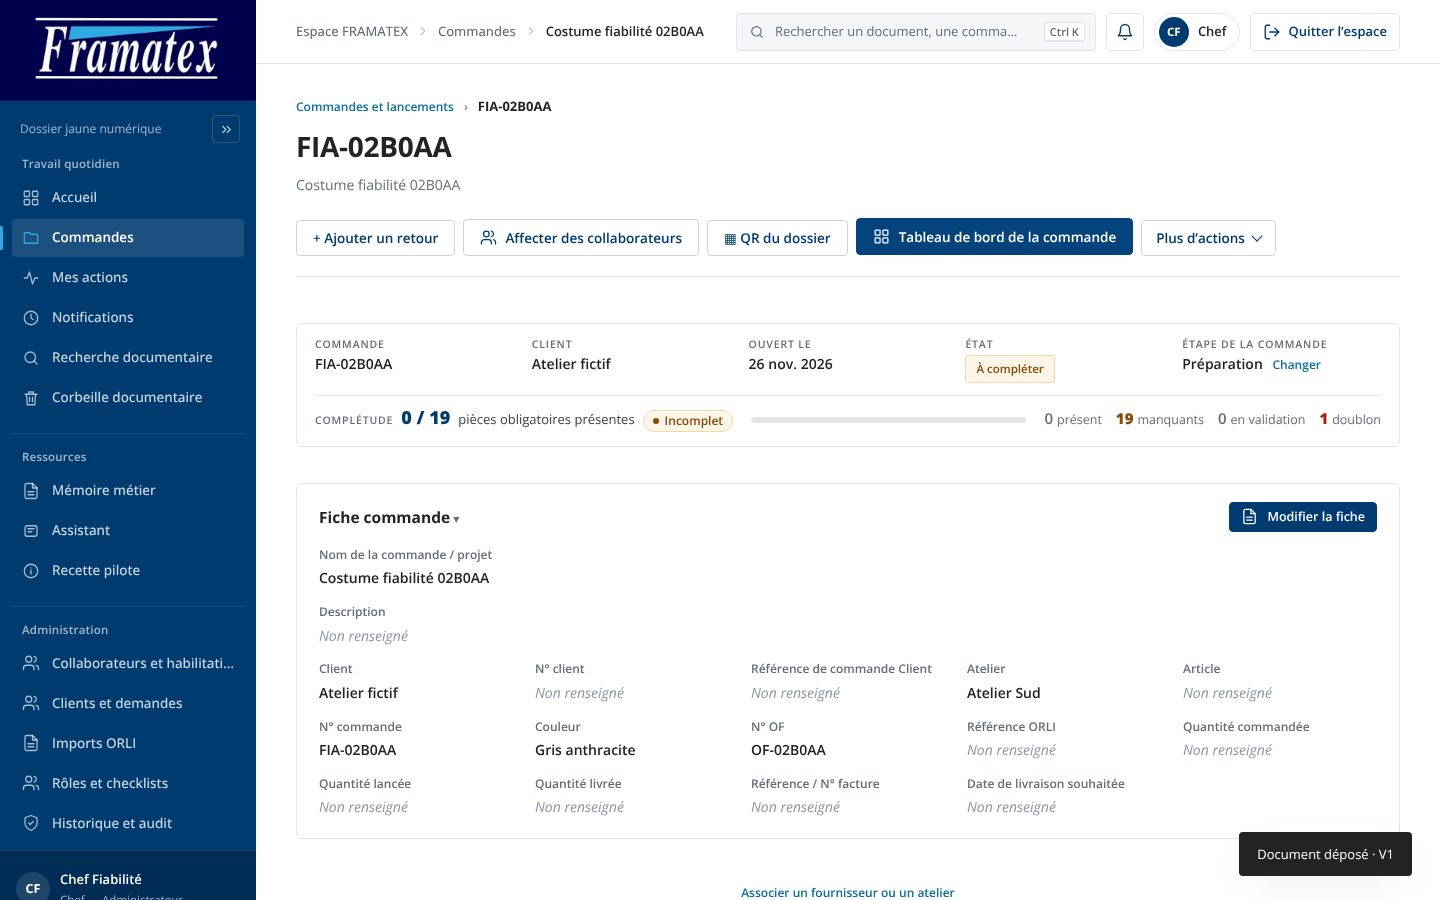 Framatex
Espace FRAMATEX > Commandes > Costume fiabilité 02B0AA
Rechercher un document, une comma... Ctrl K
CF Chef
Quitter l’espace
Dossier jaune numérique
Travail quotidien
Accueil
Commandes
Mes actions
Notifications
Recherche documentaire
Corbeille documentaire
Ressources
Mémoire métier
Assistant
Recette pilote
Administration
Collaborateurs et habilitati...
Clients et demandes
Imports ORLI
Rôles et checklists
Historique et audit
CF Chef Fiabilité
Chef Administrateur
Commandes et lancements › FIA-02B0AA
FIA-02B0AA
Costume fiabilité 02B0AA
+ Ajouter un retour Affecter des collaborateurs QR du dossier Tableau de bord de la commande Plus d’actions
COMMANDE CLIENT OUVERT LE ÉTAT ÉTAPE DE LA COMMANDE
FIA-02B0AA Atelier fictif 26 nov. 2026 À compléter Préparation Changer
COMPLÉTUDE 0 / 19 pièces obligatoires présentes Incomplet 0 présent 19 manquants 0 en validation 1 doublon
Fiche commande ▾ Modifier la fiche
Nom de la commande / projet
Costume fiabilité 02B0AA
Description
Non renseigné
Client N° client Référence de commande Client Atelier Article
Atelier fictif Non renseigné Non renseigné Atelier Sud Non renseigné
N° commande Couleur N° OF Référence ORLI Quantité commandée
FIA-02B0AA Gris anthracite OF-02B0AA Non renseigné Non renseigné
Quantité lancée Quantité livrée Référence / N° facture Date de livraison souhaitée
Non renseigné Non renseigné Non renseigné Non renseigné
Document déposé · V1
Associer un fournisseur ou un atelier